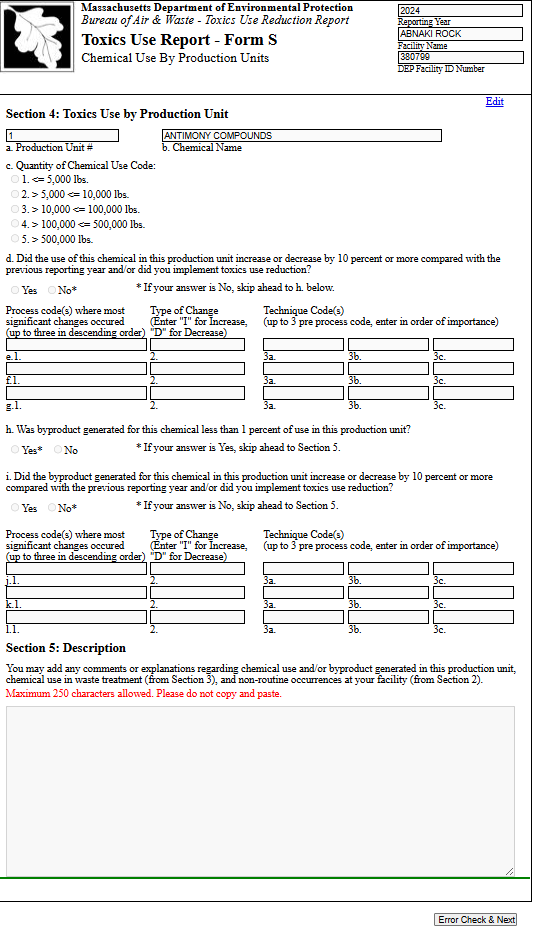 Massachusetts Department of Environmental Protection
Bureau of Air & Waste - Toxics Use Reduction Report
Toxics Use Report - Form S
Chemical Use By Production Units
2024
Reporting Year
ABNAKI ROCK
Facility Name
380799
DEP Facility ID Number
Edit
Section 4: Toxics Use by Production Unit
1
ANTIMONY COMPOUNDS
a. Production Unit #
b. Chemical Name
c. Quantity of Chemical Use Code:
1. <= 5,000 lbs.
2. > 5,000 <= 10,000 lbs.
3. > 10,000 <= 100,000 lbs.
4. > 100,000 <= 500,000 lbs.
5. > 500,000 lbs.
d. Did the use of this chemical in this production unit increase or decrease by 10 percent or more compared with the
previous reporting year and/or did you implement toxics use reduction?
Yes No* * If your answer is No, skip ahead to h. below.
Process code(s) where most
significant changes occured
(up to three in descending order)
Type of Change
(Enter "I" for Increase,
"D" for Decrease)
Technique Code(s)
(up to 3 pre process code, enter in order of importance)
e.1. 2. 3a. 3b. 3c.
f.1. 2. 3a. 3b. 3c.
g.1. 2. 3a. 3b. 3c.
h. Was byproduct generated for this chemical less than 1 percent of use in this production unit?
Yes* No * If your answer is Yes, skip ahead to Section 5.
i. Did the byproduct generated for this chemical in this production unit increase or decrease by 10 percent or more
compared with the previous reporting year and/or did you implement toxics use reduction?
Yes No* * If your answer is No, skip ahead to Section 5.
Process code(s) where most
significant changes occured
(up to three in descending order)
Type of Change
(Enter "I" for Increase,
"D" for Decrease)
Technique Code(s)
(up to 3 pre process code, enter in order of importance)
j.1. 2. 3a. 3b. 3c.
k.1. 2. 3a. 3b. 3c.
l.1. 2. 3a. 3b. 3c.
Section 5: Description
You may add any comments or explanations regarding chemical use and/or byproduct generated in this production unit,
chemical use in waste treatment (from Section 3), and non-routine occurrences at your facility (from Section 2).
Maximum 250 characters allowed. Please do not copy and paste.
Error Check & Next